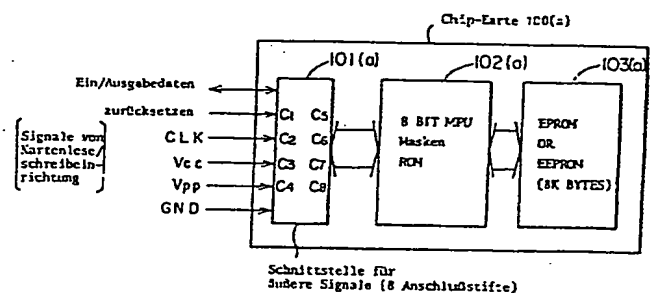 Chip-Karte 100(a)
101(a)
102(a)
103(a)
Ein/Ausgabedaten
zurücksetzen
CLK
Vcc
Vpp
GND
Signale von
Kartenlese/
schreibein-
richtung
C1 C5
C2 C6
C3 C7
C4 C8
8 BIT MPU
Masken
ROM
EPROM
OR
EEPROM
(8K BYTES)
Schnittstelle für
äußere Signale (8 Anschlußstifte)